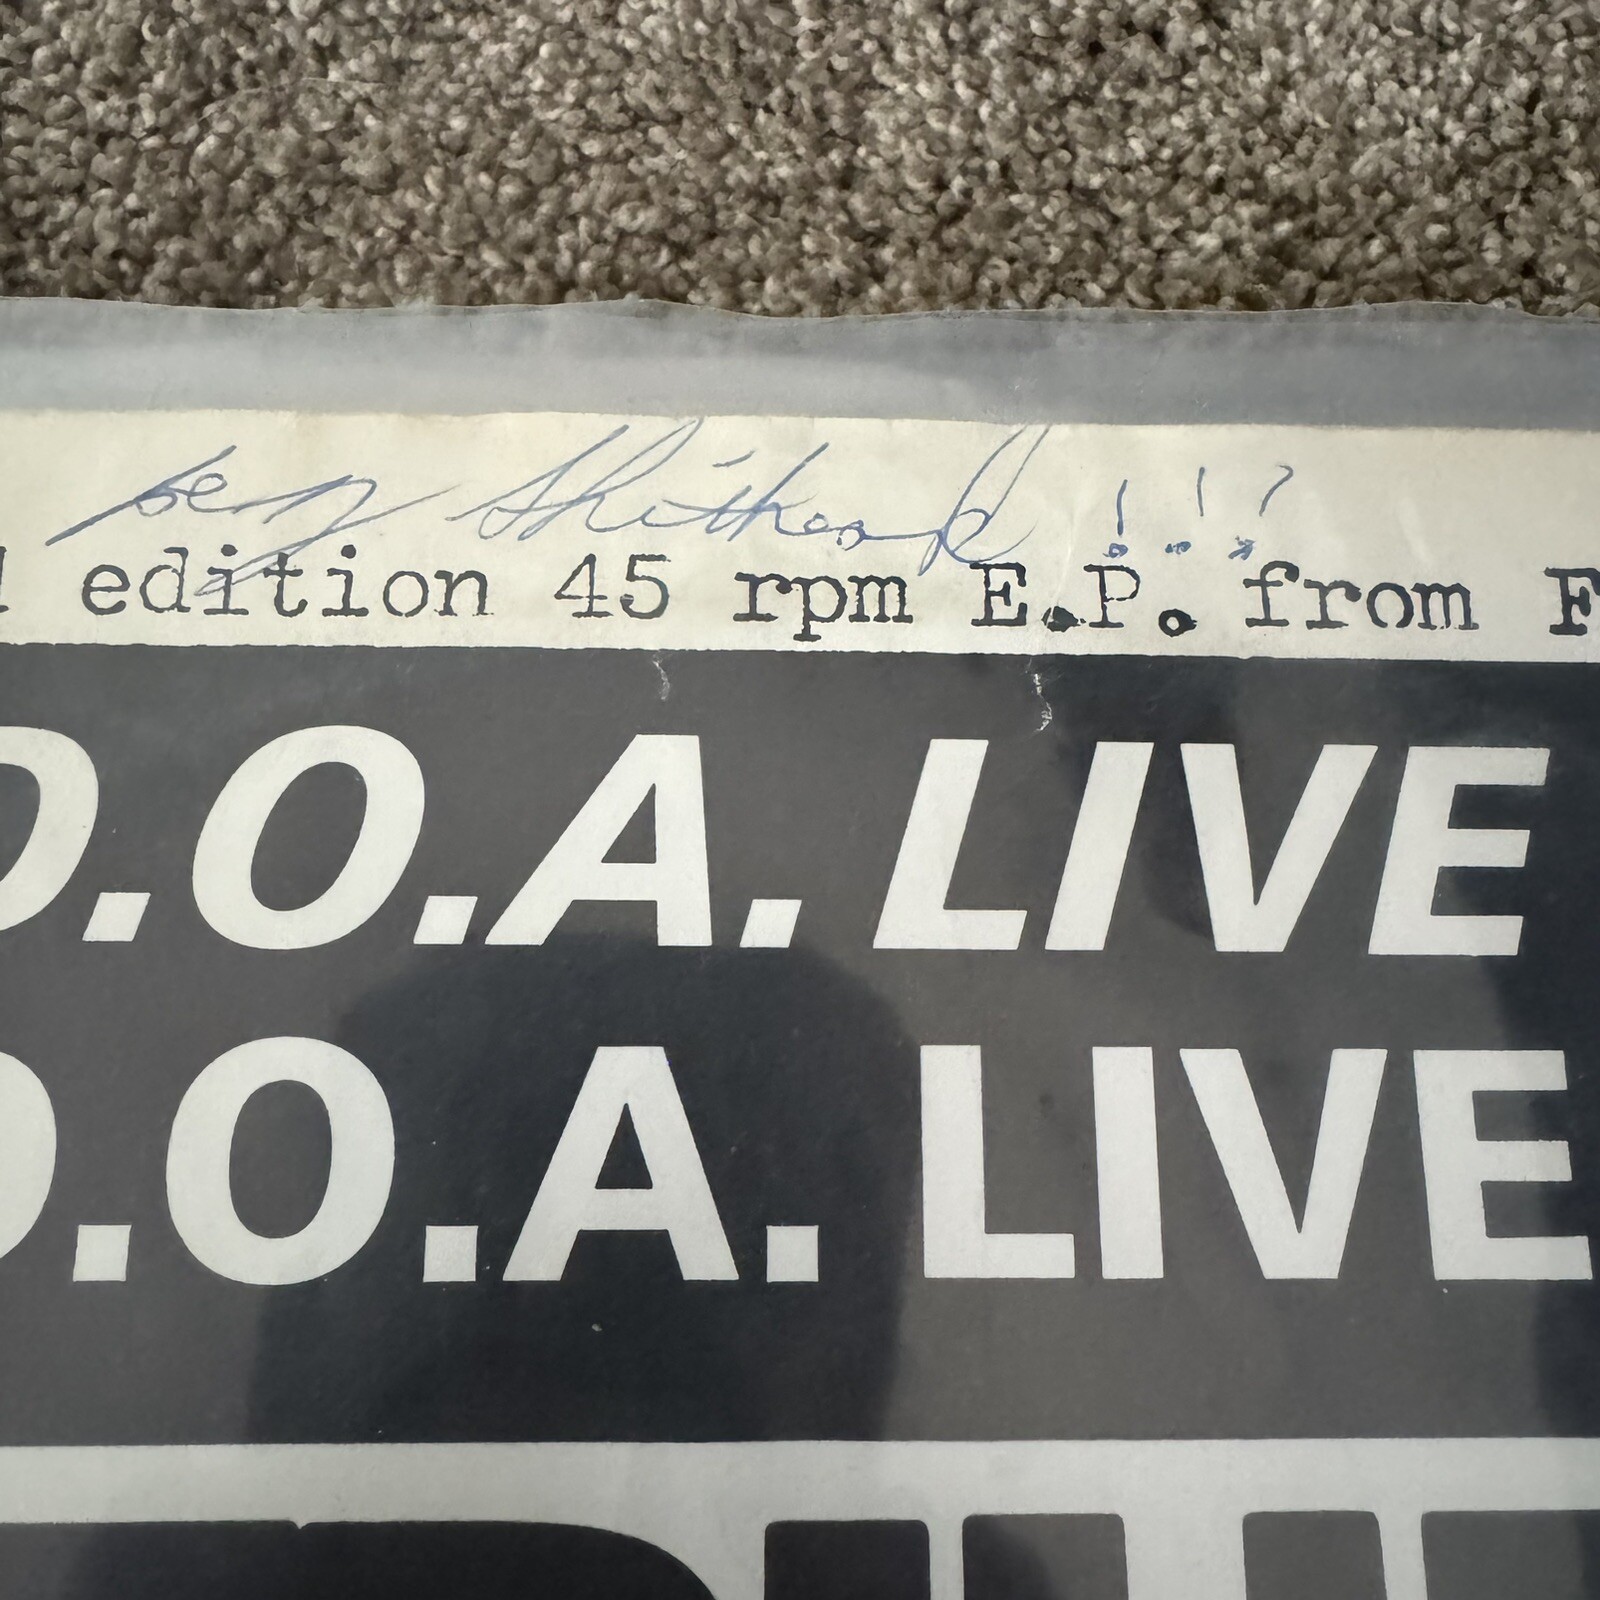 Shithead !!?
edition 45 rpm E.P. from F
D.O.A. LIVE
D.O.A. LIVE